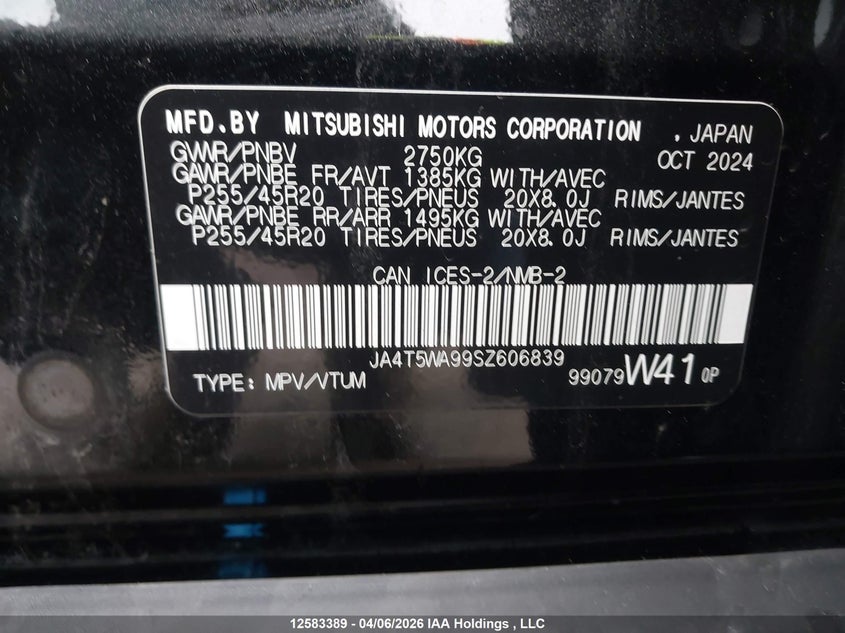 MFD.BY MITSUBISHI MOTORS CORPORATION , JAPAN
GVWR/PNBV 2750KG OCT 2024
GAWR/PNBE FR/AVT 1385KG WITH/AVEC
P255/45R20 TIRES/PNEUS 20X8.0J RIMS/JANTES
GAWR/PNBE RR/ARR 1495KG WITH/AVEC
P255/45R20 TIRES/PNEUS 20X8.0J RIMS/JANTES
CAN ICES-2/NMB-2
JA4T5WA99SZ606839
TYPE: MPV/VTUM 99079 W41 0P
12583389 - 04/06/2026 IAA Holdings , LLC